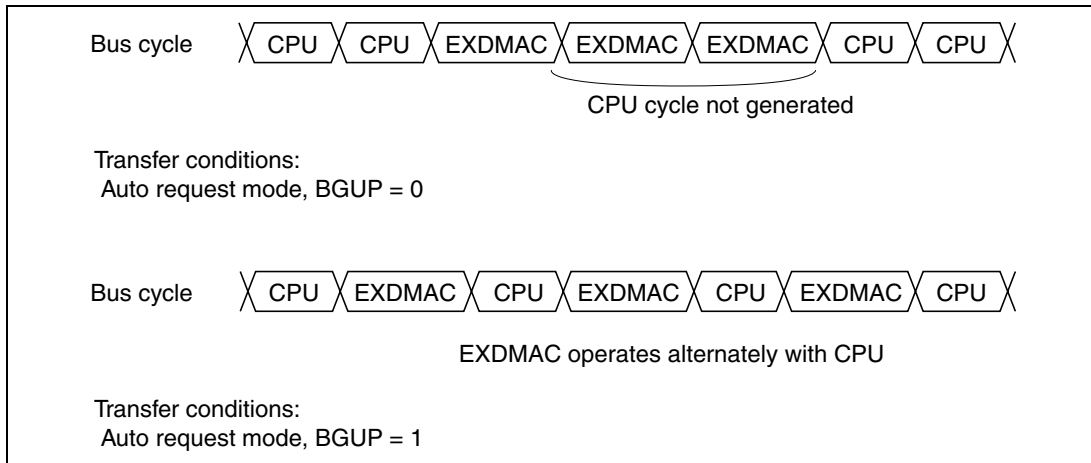 Bus cycle CPU CPU EXDMAC EXDMAC EXDMAC CPU CPU
CPU cycle not generated
Transfer conditions:
Auto request mode, BGUP = 0
Bus cycle CPU EXDMAC CPU EXDMAC CPU EXDMAC CPU
EXDMAC operates alternately with CPU
Transfer conditions:
Auto request mode, BGUP = 1